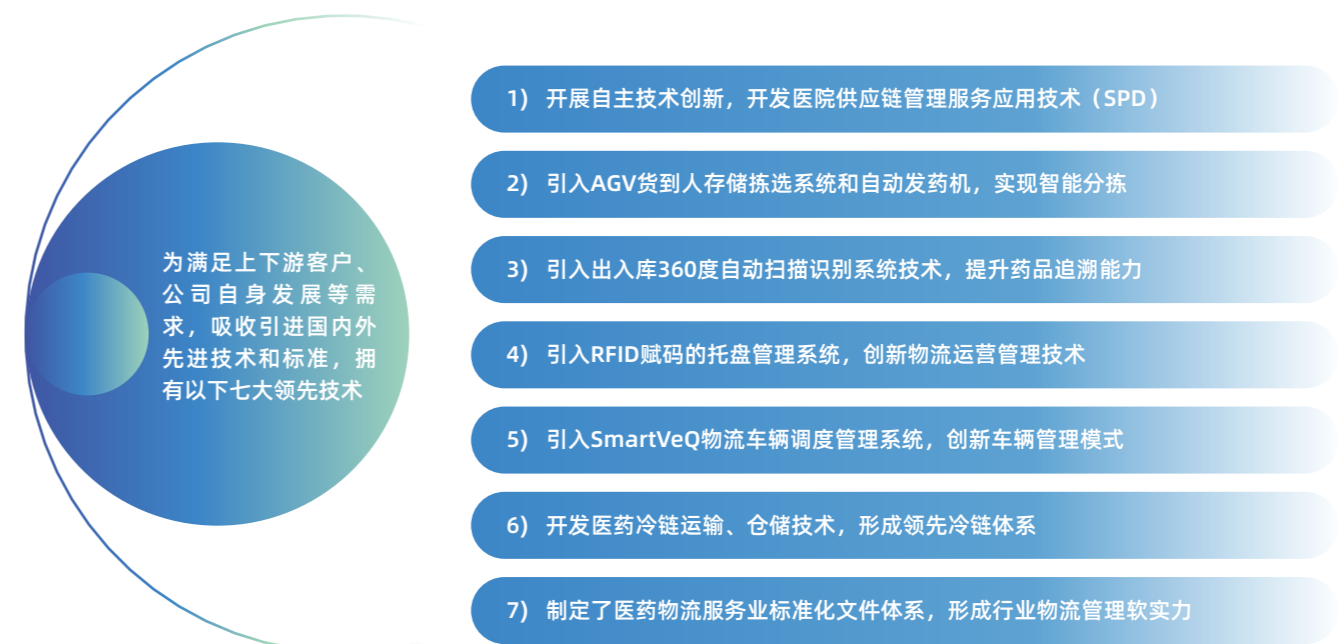 为满足上下游客户、
公司自身发展等需
求，吸收引进国内外
先进技术和标准，拥
有以下七大领先技术
1） 开展自主技术创新，开发医院供应链管理服务应用技术（SPD）
2） 引入AGV货到人存储拣选系统和自动发药机，实现智能分拣
3） 引入出入库360度自动扫描识别系统技术，提升药品追溯能力
4） 引入RFID赋码的托盘管理系统，创新物流运营管理技术
5） 引入SmartVeQ物流车辆调度管理系统，创新车辆管理模式
6） 开发医药冷链运输、仓储技术，形成领先冷链体系
7） 制定了医药物流服务业标准化文件体系，形成行业物流管理软实力